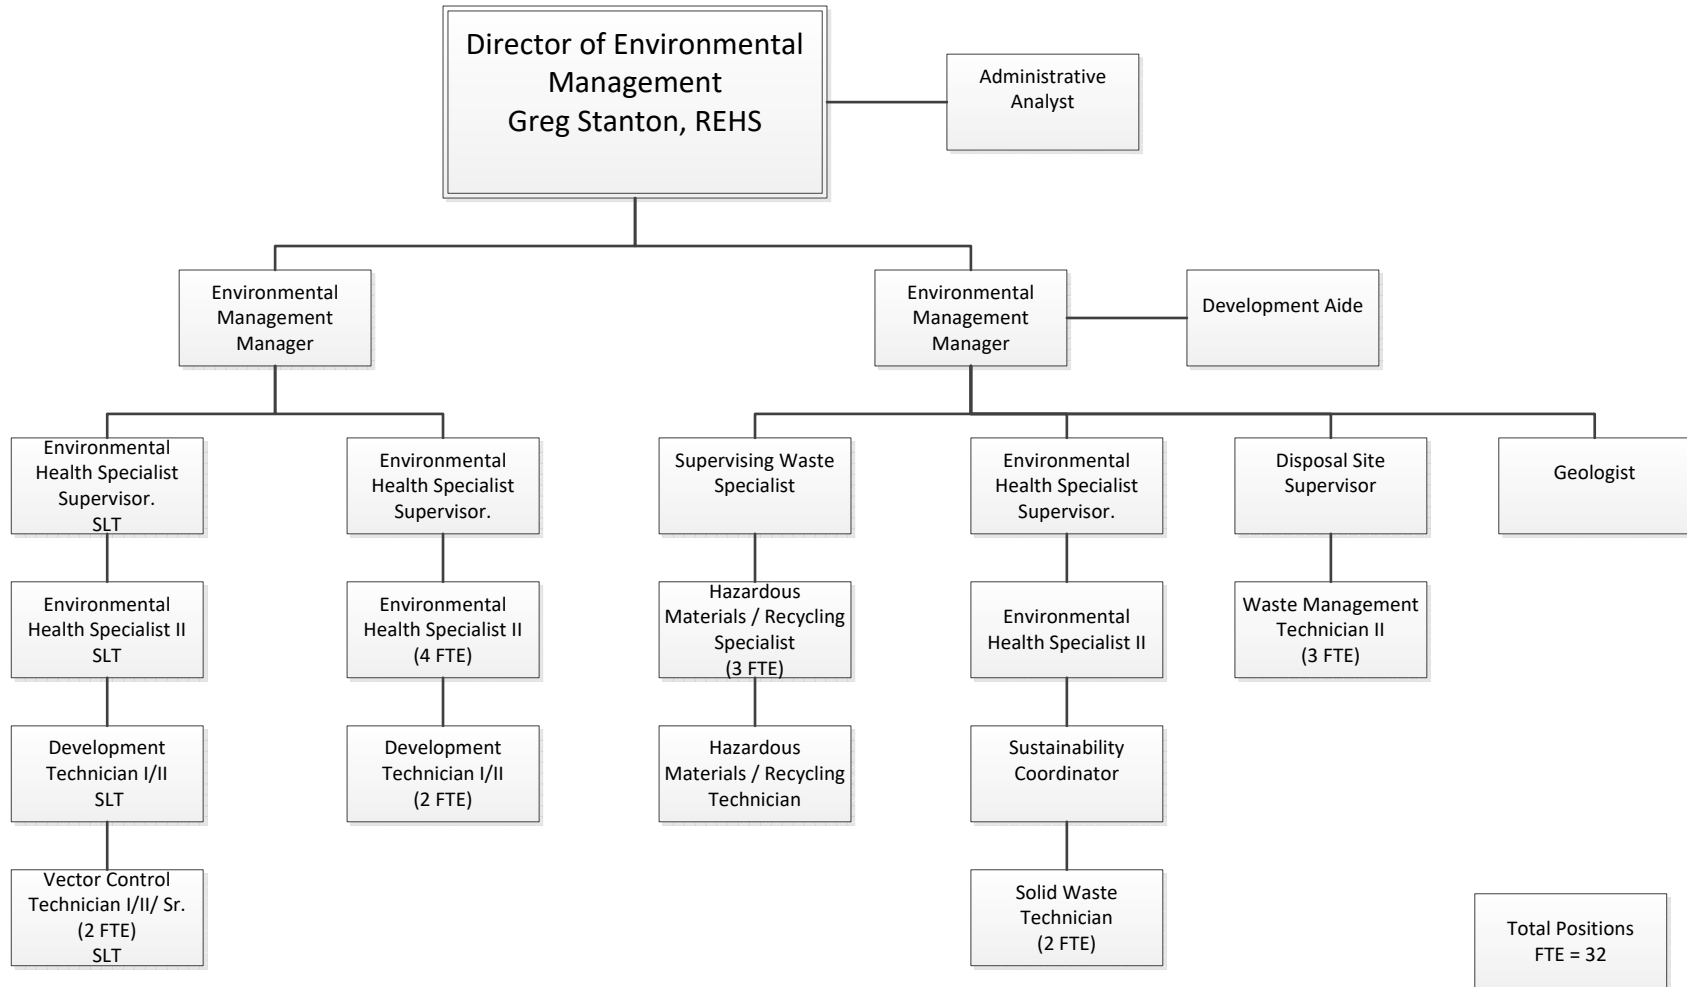 Director of Environmental
Management
Greg Stanton, REHS
Administrative
Analyst
Environmental
Management
Manager
Environmental
Management
Manager
Development Aide
Environmental
Health Specialist
Supervisor.
SLT
Environmental
Health Specialist
Supervisor.
Supervising Waste
Specialist
Environmental
Health Specialist
Supervisor.
Disposal Site
Supervisor
Geologist
Environmental
Health Specialist II
SLT
Environmental
Health Specialist II
(4 FTE)
Hazardous
Materials / Recycling
Specialist
(3 FTE)
Environmental
Health Specialist II
Waste Management
Technician II
(3 FTE)
Development
Technician I/II
SLT
Development
Technician I/II
(2 FTE)
Hazardous
Materials / Recycling
Technician
Sustainability
Coordinator
Vector Control
Technician I/II/ Sr.
(2 FTE)
SLT
Solid Waste
Technician
(2 FTE)
Total Positions
FTE = 32